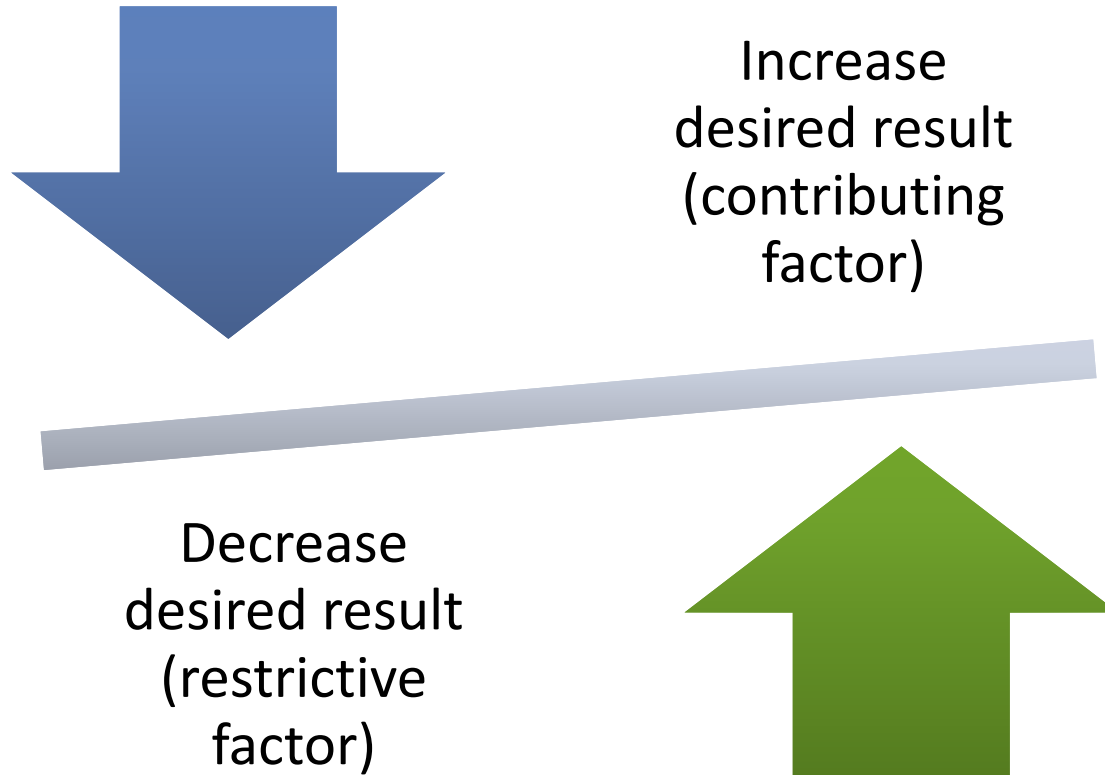 Increase
desired result
(contributing
factor)
Decrease
desired result
(restrictive
factor)